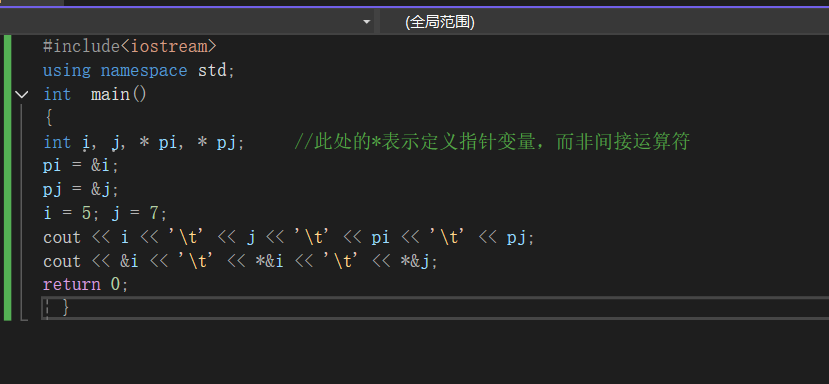 (全局范围)
#include<iostream>
using namespace std;
int  main()
{
int i, j, * pi, * pj;     //此处的*表示定义指针变量，而非间接运算符
pi = &i;
pj = &j;
i = 5; j = 7;
cout << i << '\t' << j << '\t' << pi << '\t' << pj;
cout << &i << '\t' << *&i << '\t' << *&j;
return 0;
}